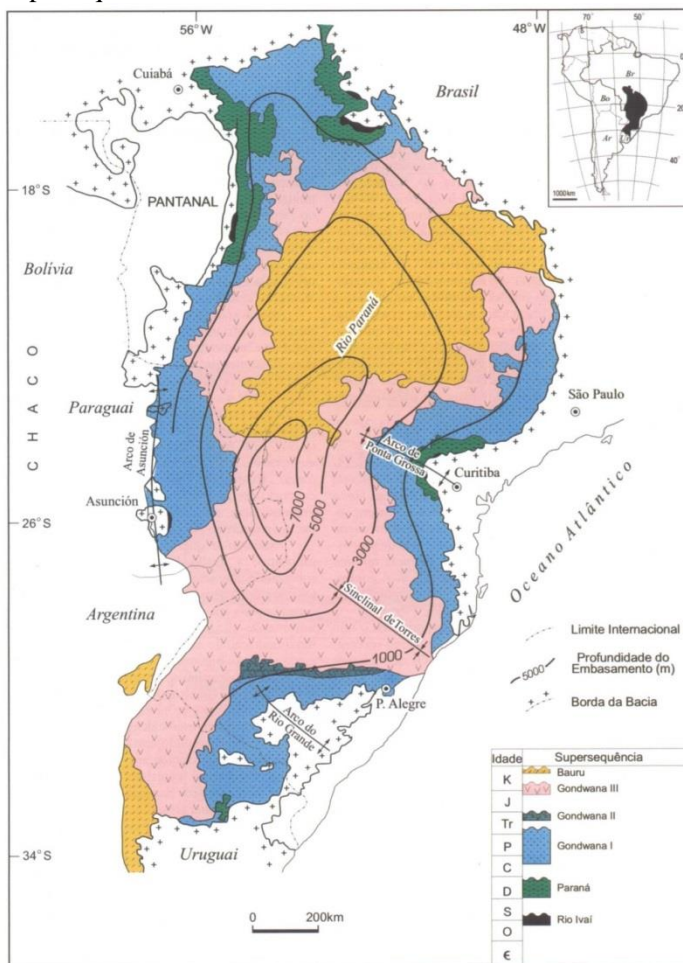 56°W
48°W
Cuiabá
Brasil
70°
50°
0°
Br
Bo
20°
Ar
U
40°
1000km
18°S
PANTANAL
Bolívia
Rio Paraná
CHACO
Paraguai
Arco de
Asunción
São Paulo
Arco de
Ponta Grossa
Curitiba
Asunción
26°S
7000
5000
3000
Oceano Atlântico
Argentina
Sinclinal de Torres
1000
Limite Internacional
5000
Profundidade do
Embasamento (m)
Borda da Bacia
P. Alegre
Arco do
Rio Grande
Idade Supersequência
K Bauru
J Gondwana III
Tr Gondwana II
P Gondwana I
C
D Paraná
S
O Rio Ivaí
Є
Uruguai
34°S
0 200km